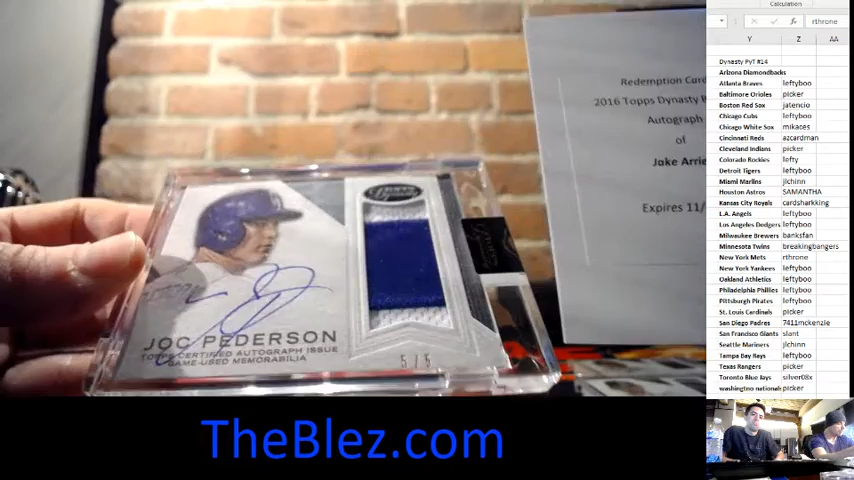 Calculation
rthrone
Y Z AA
Dynasty PYT #14
Arizona Diamondbacks
Atlanta Braves leftyboo
Baltimore Orioles picker
Boston Red Sox jatencio
Chicago Cubs leftyboo
Chicago White Sox mikaces
Cincinnati Reds azcardman
Cleveland Indians picker
Colorado Rockies lefty
Detroit Tigers leftyboo
Miami Marlins jlchinn
Houston Astros SAMANTHA
Kansas City Royals cardsharkking
L.A. Angels leftyboo
Los Angeles Dodgers leftyboo
Milwaukee Brewers banksfan
Minnesota Twins breakingbangers
New York Mets rthrone
New York Yankees leftyboo
Oakland Athletics leftyboo
Philadelphia Phillies leftyboo
Pittsburgh Pirates leftyboo
St. Louis Cardinals picker
San Diego Padres 7411mckenzie
San Francisco Giants slant
Seattle Mariners jlchinn
Tampa Bay Rays leftyboo
Texas Rangers picker
Toronto Blue Jays silver08x
washington nationals picker
Redemption Card
2016 Topps Dynasty
Autograph
of
Jake Arrie
Expires 11/
JOC PEDERSON
TOPPS CERTIFIED AUTOGRAPH ISSUE
GAME-USED MEMORABILIA
5/5
TheBlez.com